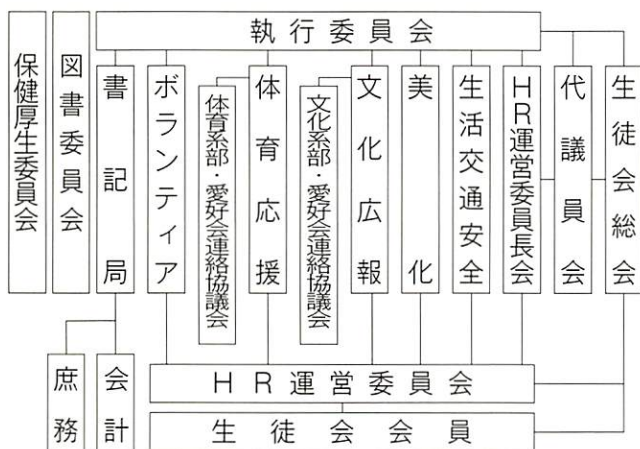 執行委員会
生徒会総会
代議員会
HR運営委員長会
生活交通安全
美化
文化広報
文化系部・愛好会連絡協議会
体育応援
体育系部・愛好会連絡協議会
ボランティア
書記局
図書委員会
保健厚生委員会
HR運営委員会
会計
庶務
生徒会会員